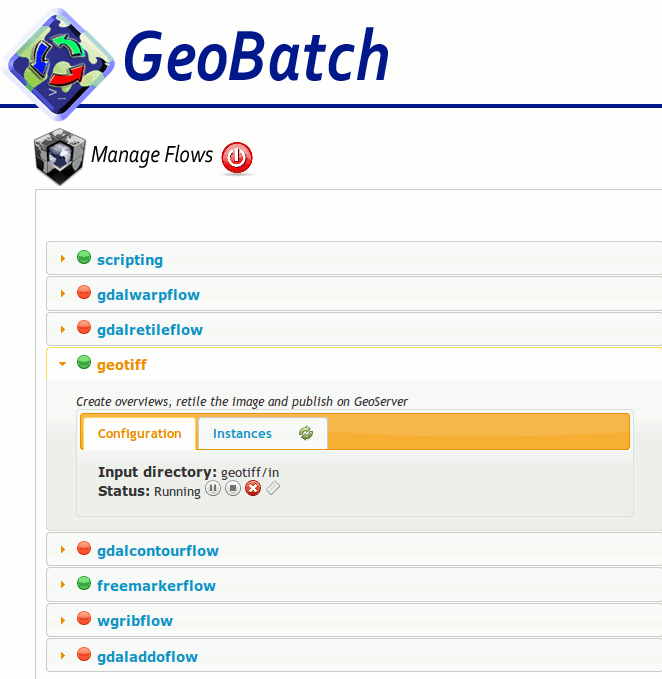 GeoBatch
Manage Flows
scripting
gdalwarpflow
gdalretileflow
geotiff
Create overviews, retile the image and publish on GeoServer
Configuration Instances
Input directory: geotiff/in
Status: Running
gdalcontourflow
freemarkerflow
wgribflow
gdaladdoflow